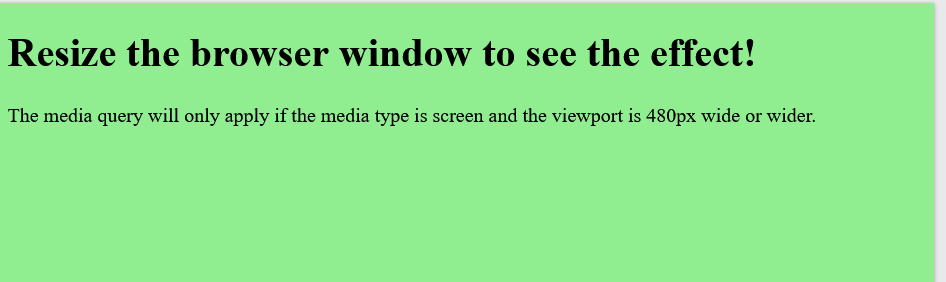 Resize the browser window to see the effect!
The media query will only apply if the media type is screen and the viewport is 480px wide or wider.